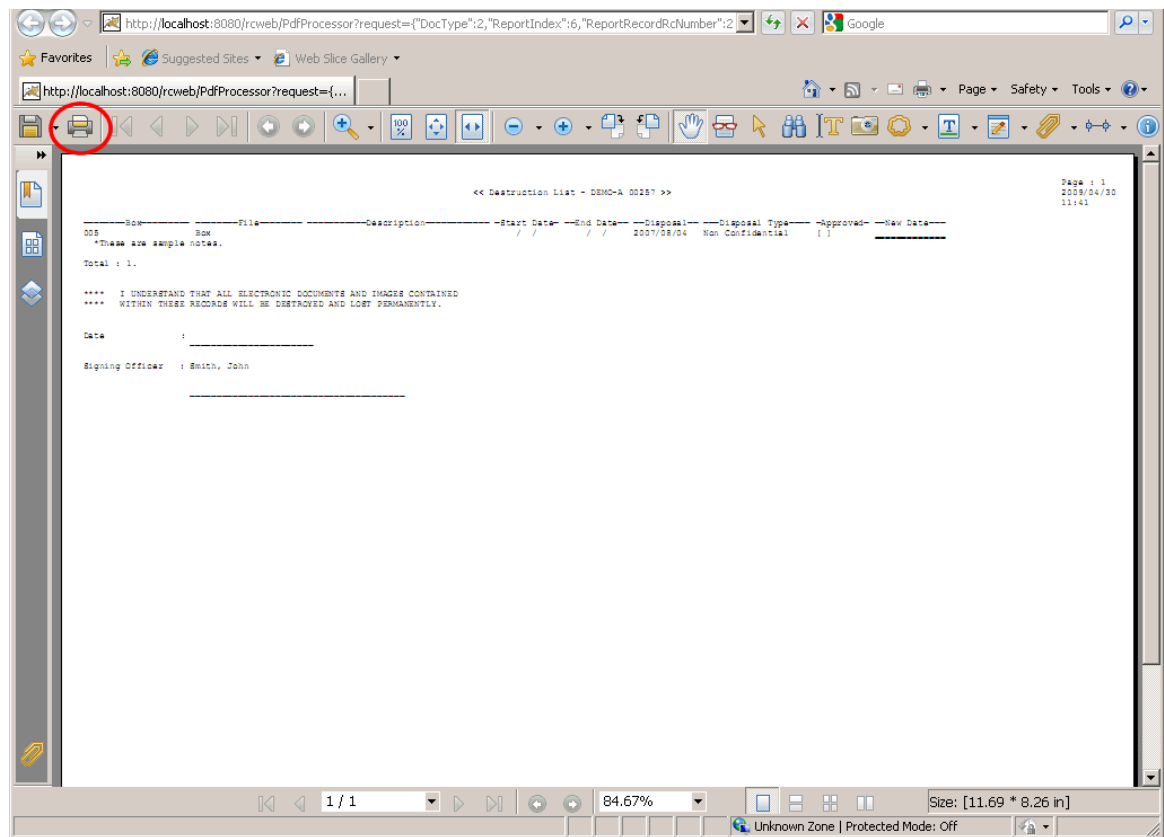 http://localhost:8080/rcweb/PdfProcessor?request={"DocType":2,"ReportIndex":6,"ReportRecordRcNumber":2
Google
Favorites Suggested Sites Web Slice Gallery
http://localhost:8080/rcweb/PdfProcessor?request={...
Page Safety Tools
100 %
Page : 1
<< Destruction List - DEMO-A 00257 >> 2009/04/30
11:41
Box File Description Start Date End Date Disposal Disposal Type Approved New Date
005 Box / / / / 2007/08/04 Non Confidential [ ]
*These are sample notes.
Total : 1.
**** I UNDERSTAND THAT ALL ELECTRONIC DOCUMENTS AND IMAGES CONTAINED
**** WITHIN THESE RECORDS WILL BE DESTROYED AND LOST PERMANENTLY.
Date :
Signing Officer : Smith, John
1 / 1 84.67% Size: [11.69 * 8.26 in]
Unknown Zone | Protected Mode: Off